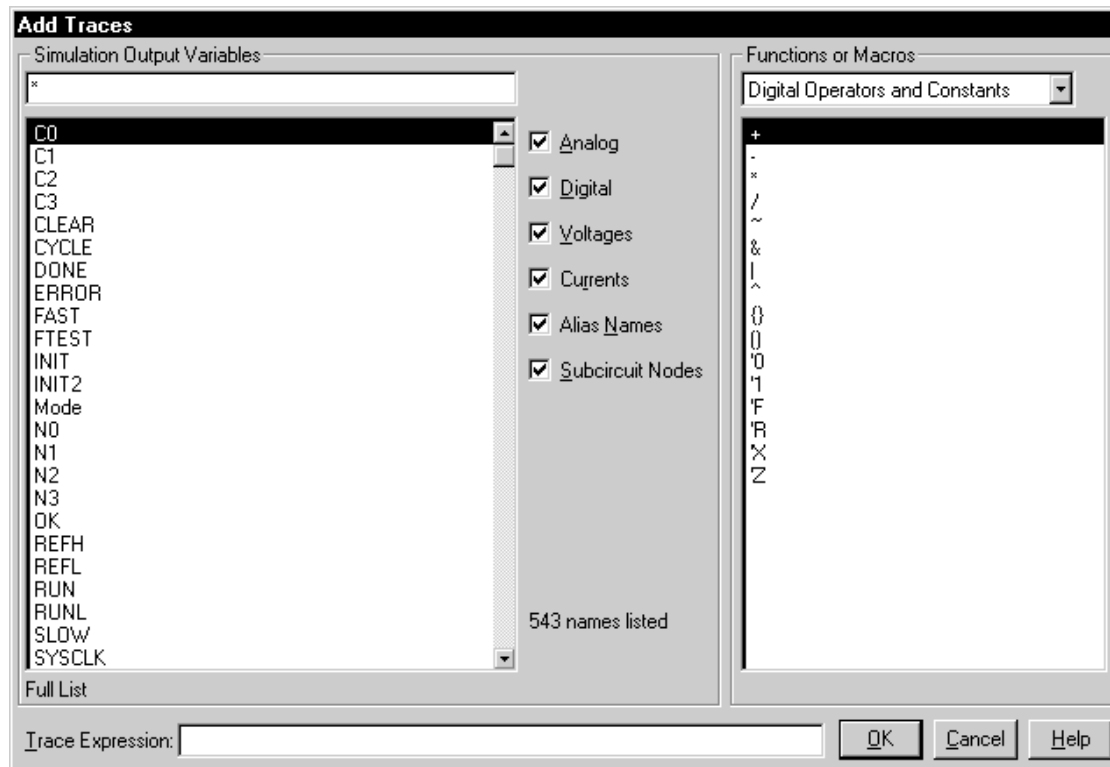 Add Traces
Simulation Output Variables
*
C0
C1
C2
C3
CLEAR
CYCLE
DONE
ERROR
FAST
FTEST
INIT
INIT2
Mode
N0
N1
N2
N3
OK
REFH
REFL
RUN
RUNL
SLOW
SYSCLK
Full List
Analog
Digital
Voltages
Currents
Alias Names
Subcircuit Nodes
543 names listed
Functions or Macros
Digital Operators and Constants
+
-
*
/
~
&
|
^
{}
()
'0
'1
'F
'R
'X
'Z
Trace Expression:
OK
Cancel
Help